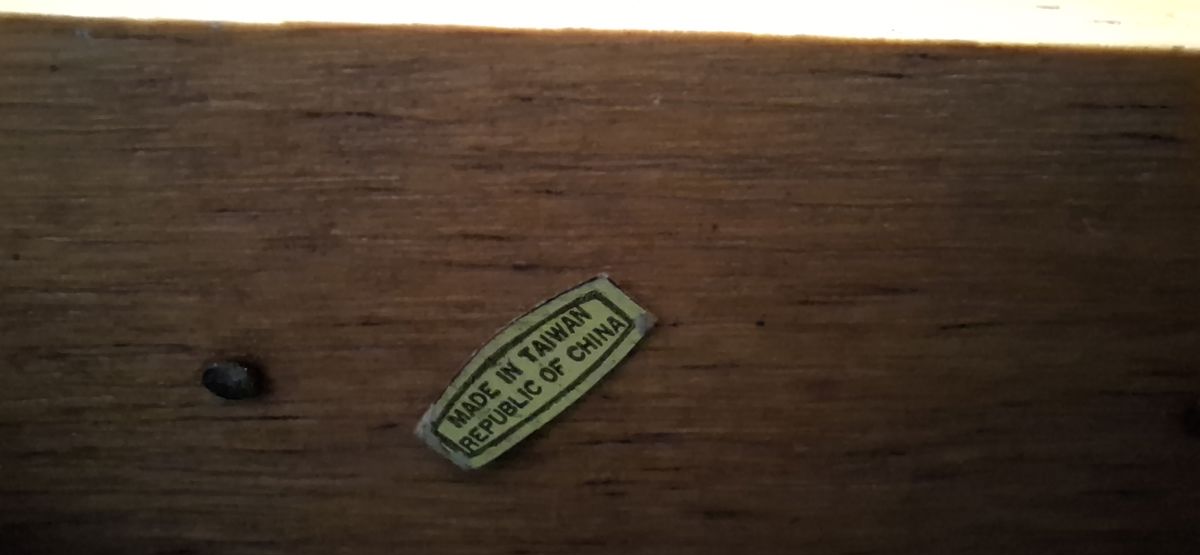 MADE IN TAIWAN
REPUBLIC OF CHINA